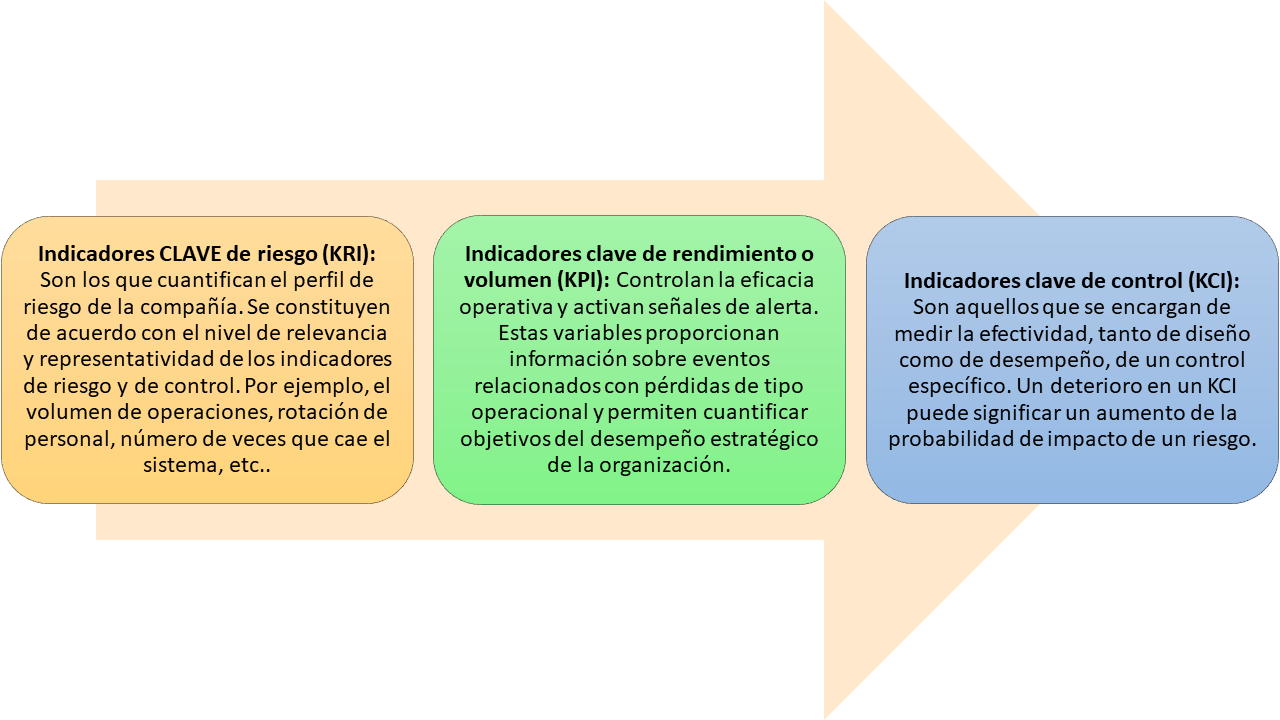 Indicadores CLAVE de riesgo (KRI):
Son los que cuantifican el perfil de
riesgo de la compañía. Se constituyen
de acuerdo con el nivel de relevancia
y representatividad de los indicadores
de riesgo y de control. Por ejemplo, el
volumen de operaciones, rotación de
personal, número de veces que cae el
sistema, etc..
Indicadores clave de rendimiento o
volumen (KPI): Controlan la eficacia
operativa y activan señales de alerta.
Estas variables proporcionan
información sobre eventos
relacionados con pérdidas de tipo
operacional y permiten cuantificar
objetivos del desempeño estratégico
de la organización.
Indicadores clave de control (KCI):
Son aquellos que se encargan de
medir la efectividad, tanto de diseño
como de desempeño, de un control
específico. Un deterioro en un KCI
puede significar un aumento de la
probabilidad de impacto de un riesgo.